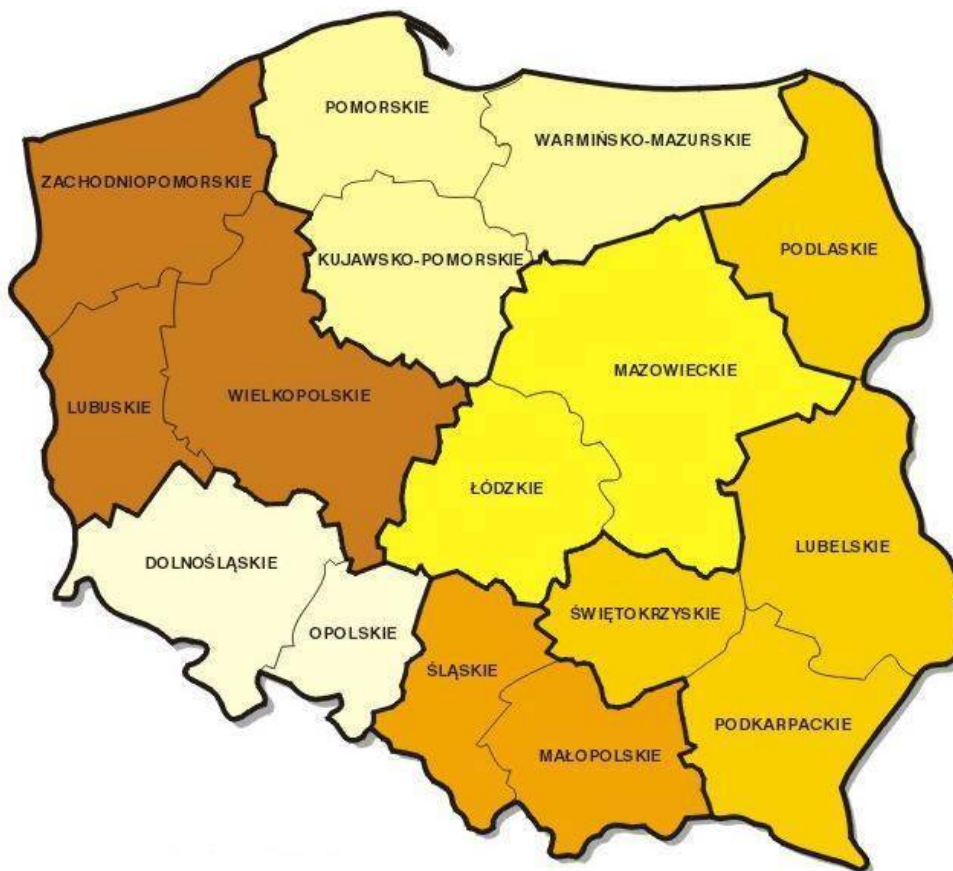 POMORSKIE
WARMIŃSKO-MAZURSKIE
ZACHODNIOPOMORSKIE
PODLASKIE
KUJAWSKO-POMORSKIE
MAZOWIECKIE
WIELKOPOLSKIE
LUBUSKIE
ŁÓDZKIE
LUBELSKIE
DOLNOŚLĄSKIE
ŚWIĘTOKRZYSKIE
OPOLSKIE
ŚLĄSKIE
PODKARPACKIE
MAŁOPOLSKIE